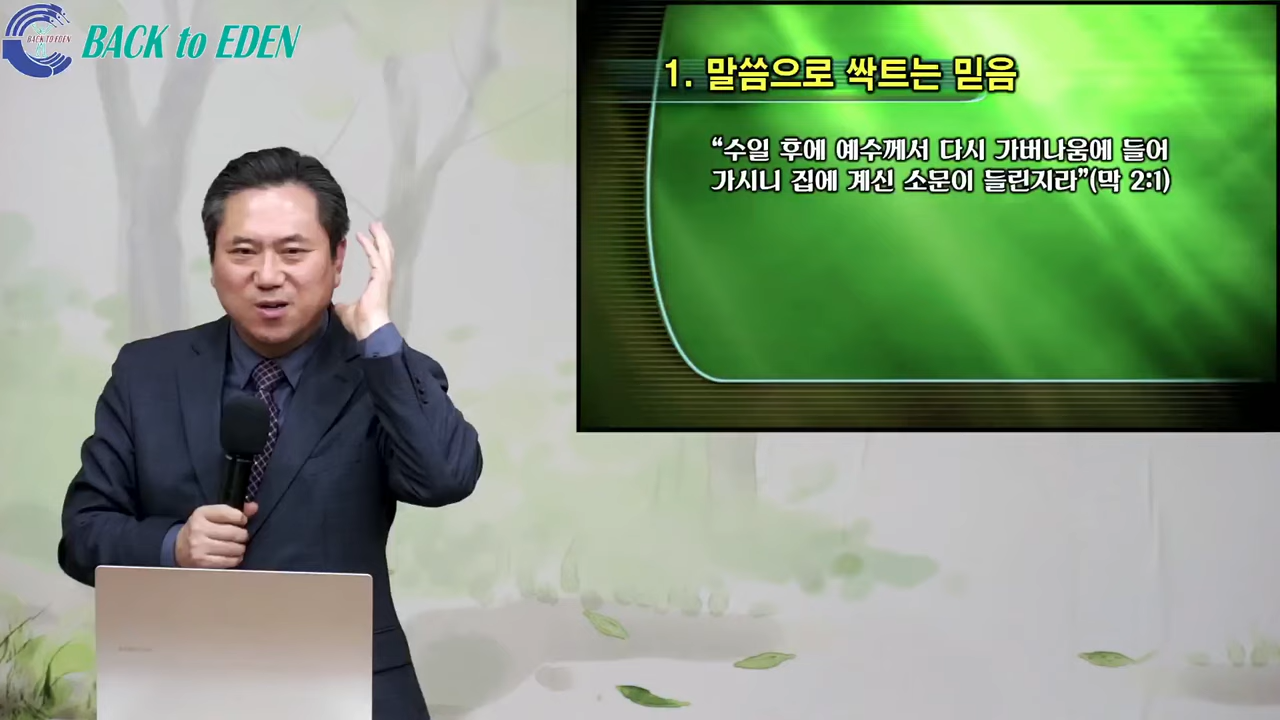 BACK TO EDEN
BACK to EDEN
1. 말씀으로 싹트는 믿음
“수일 후에 예수께서 다시 가버나움에 들어
가시니 집에 계신 소문이 들린지라”(막 2:1)